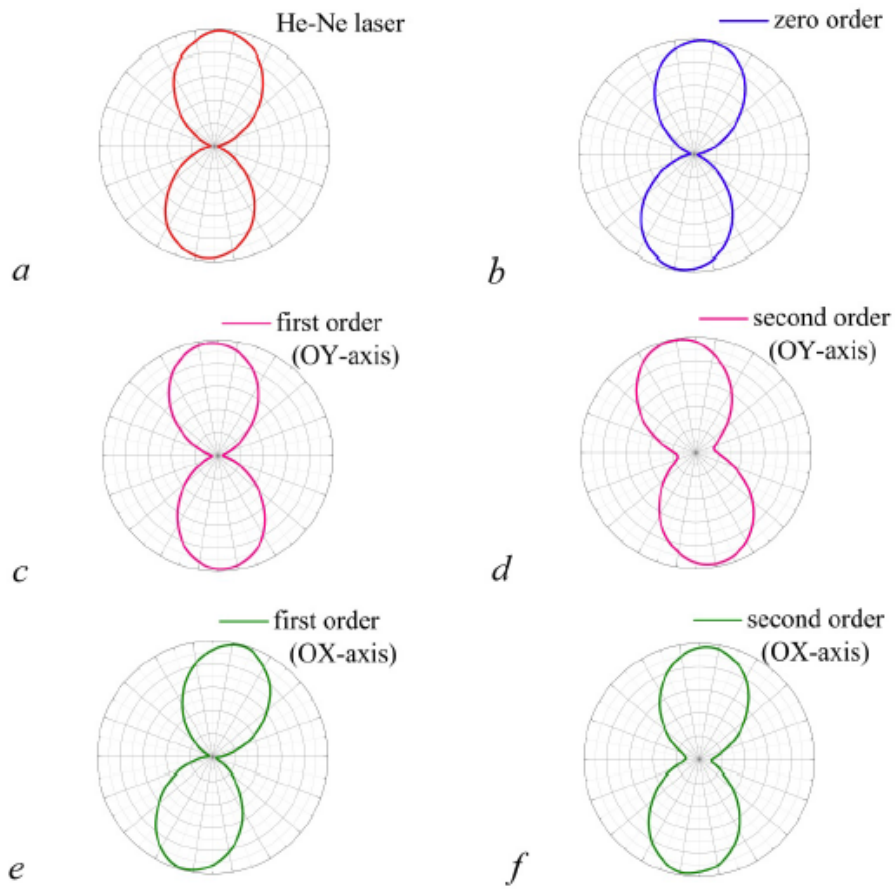 He-Ne laser
a
zero order
b
first order
(OY-axis)
c
second order
(OY-axis)
d
first order
(OX-axis)
e
second order
(OX-axis)
f